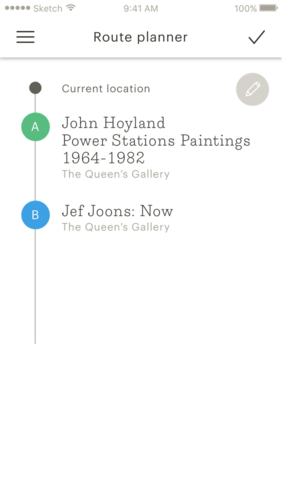 Sketch 9:41 AM 100%
Route planner
Current location
A
John Hoyland
Power Stations Paintings
1964-1982
The Queen's Gallery
B
Jef Joons: Now
The Queen's Gallery